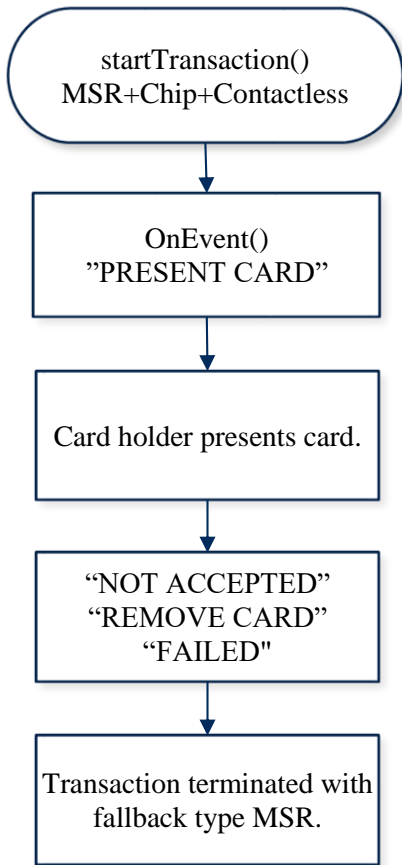 startTransaction()
MSR+Chip+Contactless
OnEvent()
”PRESENT CARD”
Card holder presents card.
“NOT ACCEPTED”
“REMOVE CARD”
“FAILED"
Transaction terminated with
fallback type MSR.